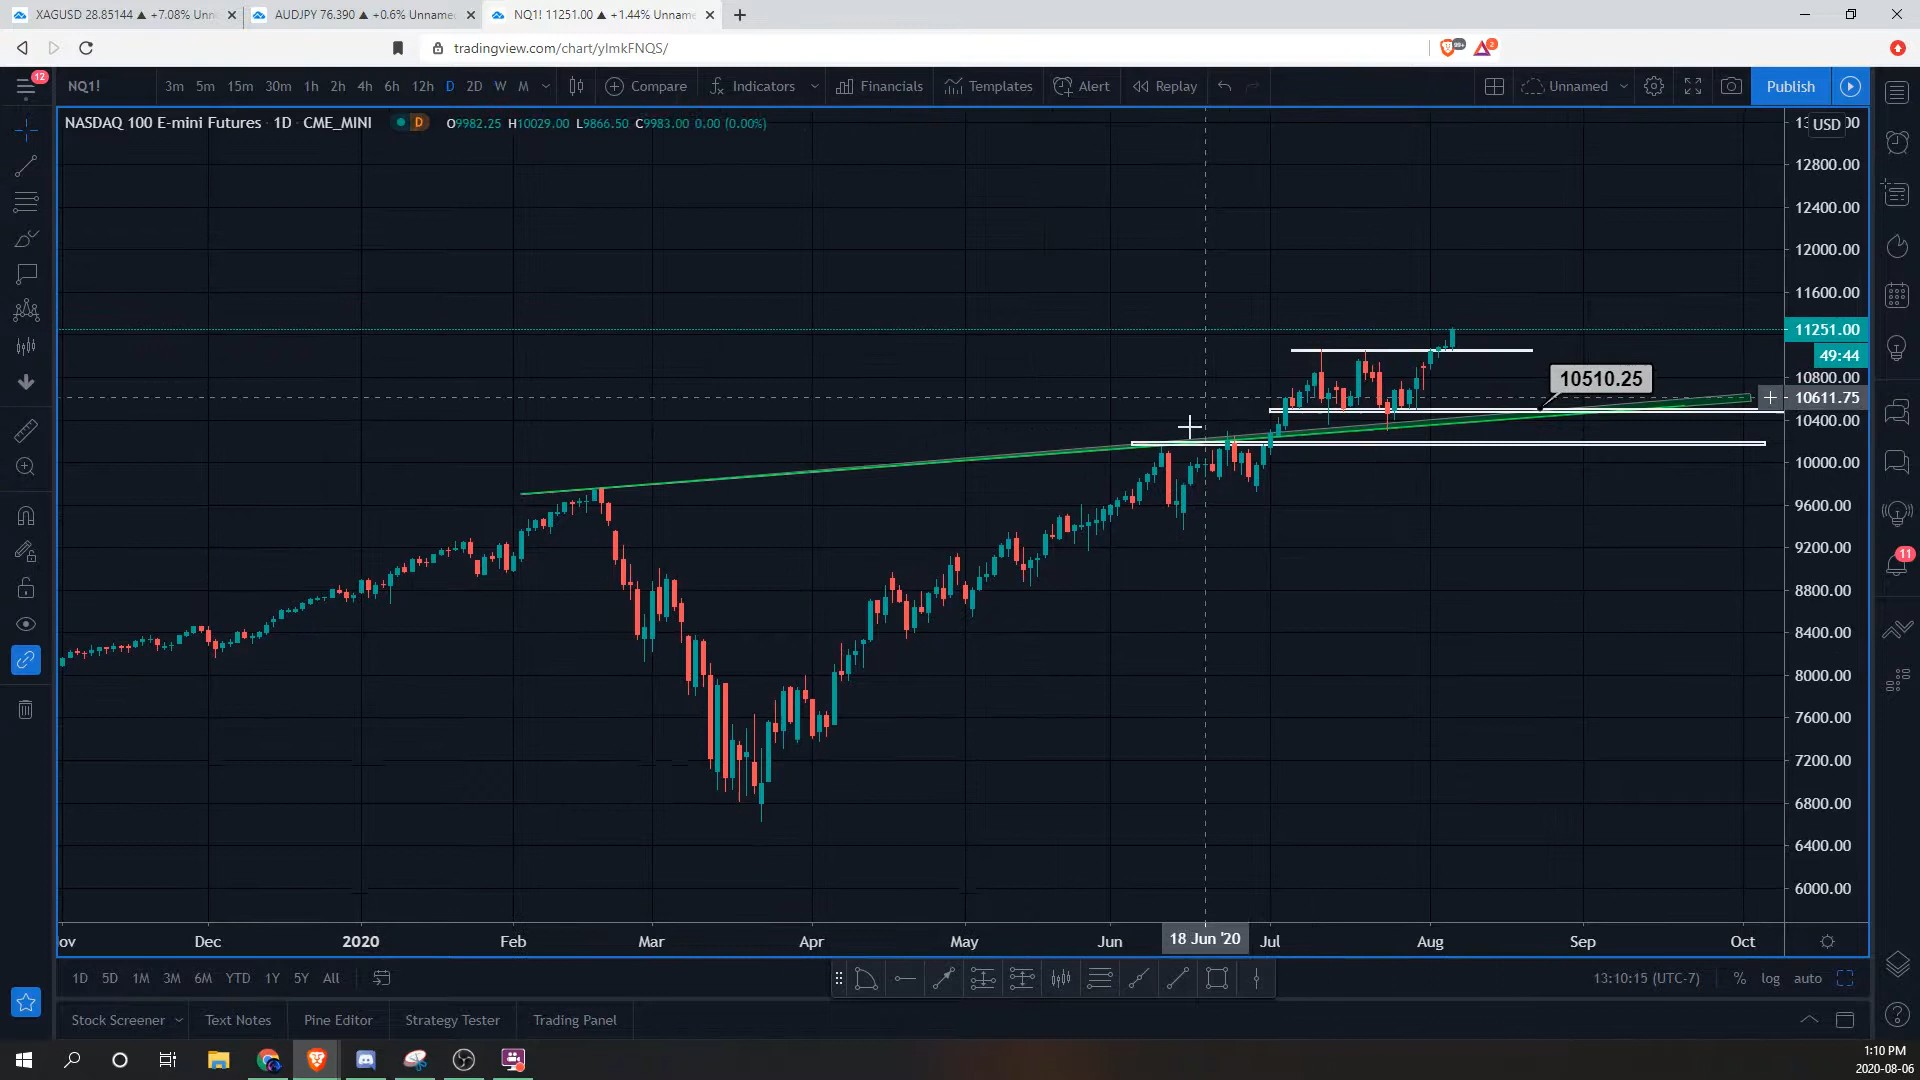 XAGUSD 28.85144 ▲ +7.08% Unn
AUDJPY 76.390 ▲ +0.6% Unname
NQ1! 11251.00 ▲ +1.44% Unname
tradingview.com/chart/ylmkFNQS/
99+
2
12
NQ1!
3m 5m 15m 30m 1h 2h 4h 6h 12h D 2D W M
Compare
Indicators
Financials
Templates
Alert
Replay
Unnamed
Publish
NASDAQ 100 E-mini Futures · 1D · CME_MINI
D
O9982.25 H10029.00 L9866.50 C9983.00 0.00 (0.00%)
USD
12800.00
12400.00
12000.00
11600.00
11251.00
49:44
10800.00
10611.75
10400.00
10000.00
9600.00
9200.00
8800.00
8400.00
8000.00
7600.00
7200.00
6800.00
6400.00
6000.00
10510.25
11
ov Dec 2020 Feb Mar Apr May Jun 18 Jun '20 Jul Aug Sep Oct
1D 5D 1M 3M 6M YTD 1Y 5Y All
13:10:15 (UTC-7)
% log auto
Stock Screener
Text Notes
Pine Editor
Strategy Tester
Trading Panel
1:10 PM
2020-08-06